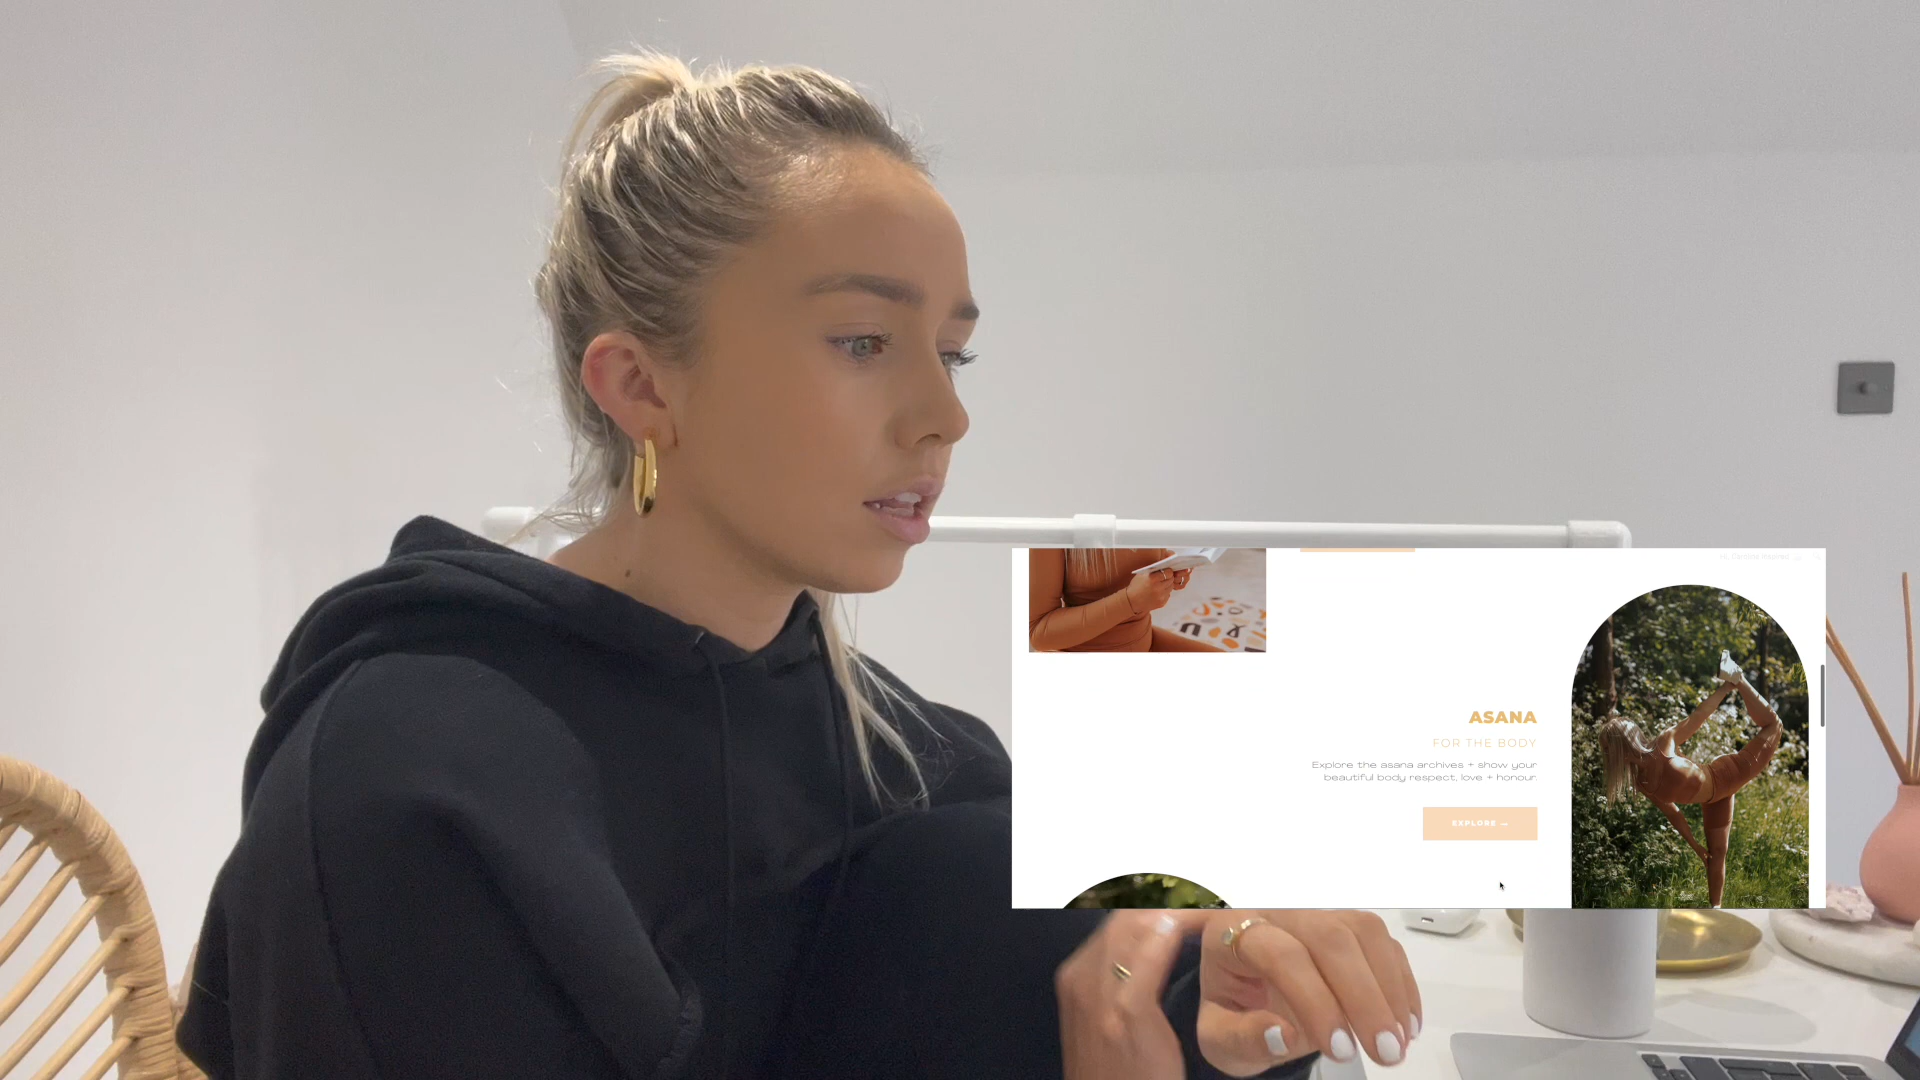 ASANA
FOR THE BODY
Explore the asana archives + show your
beautiful body respect, love + honour.
EXPLORE —